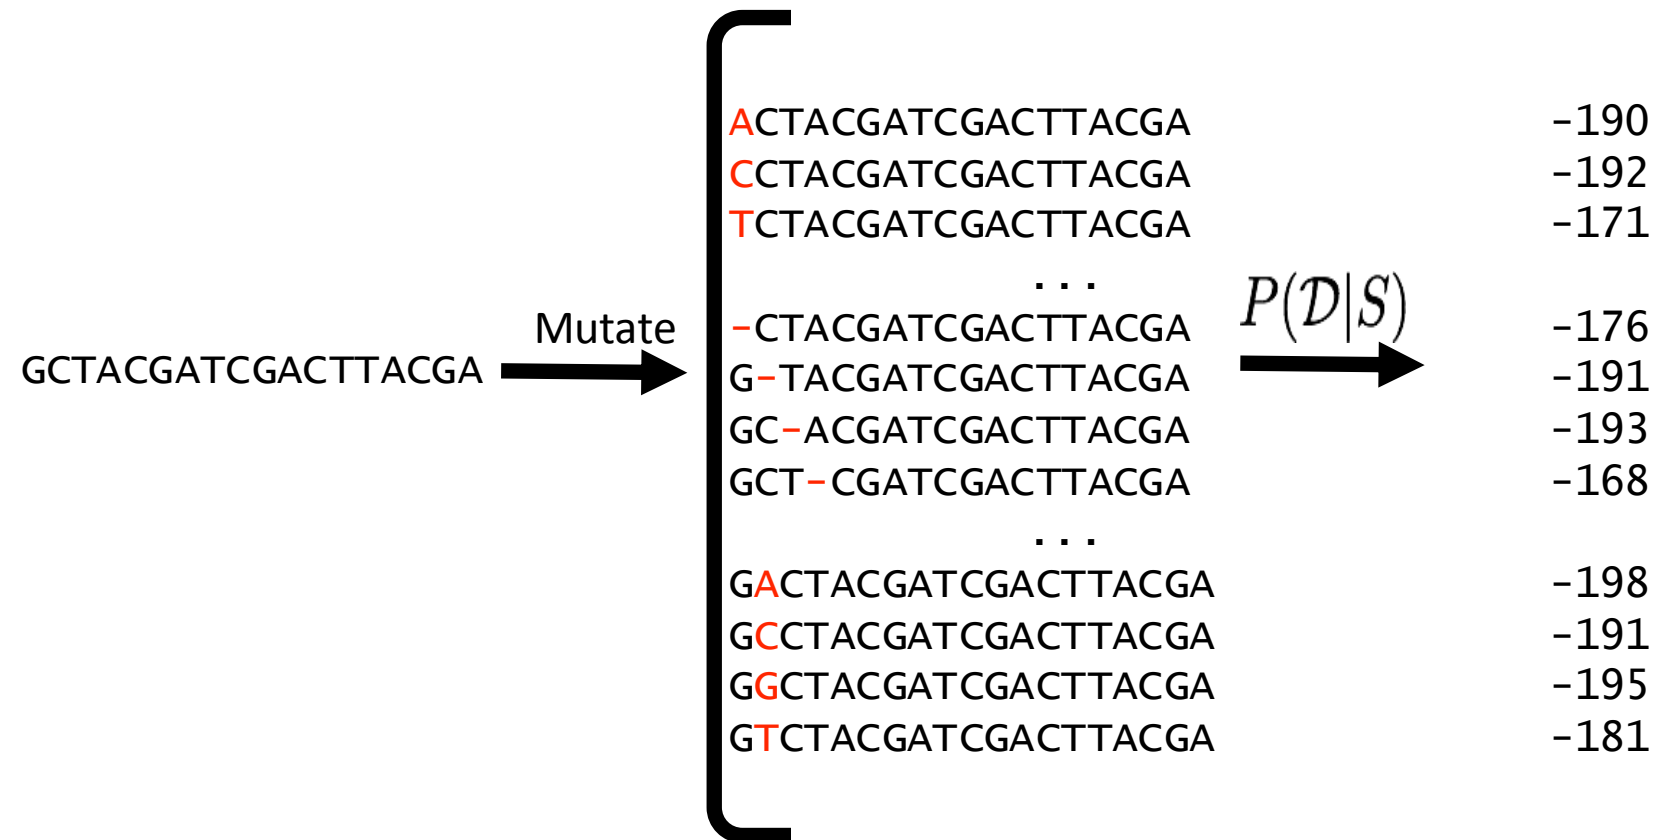 ACTACGATCGACTTACGA -190
CCTACGATCGACTTACGA -192
TCTACGATCGACTTACGA -171
... P(D|S)
Mutate -CTACGATCGACTTACGA -176
GCTACGATCGACTTACGA G-TACGATCGACTTACGA -191
GC-ACGATCGACTTACGA -193
GCT-CGATCGACTTACGA -168
...
GACTACGATCGACTTACGA -198
GCCTACGATCGACTTACGA -191
GGCTACGATCGACTTACGA -195
GTCTACGATCGACTTACGA -181